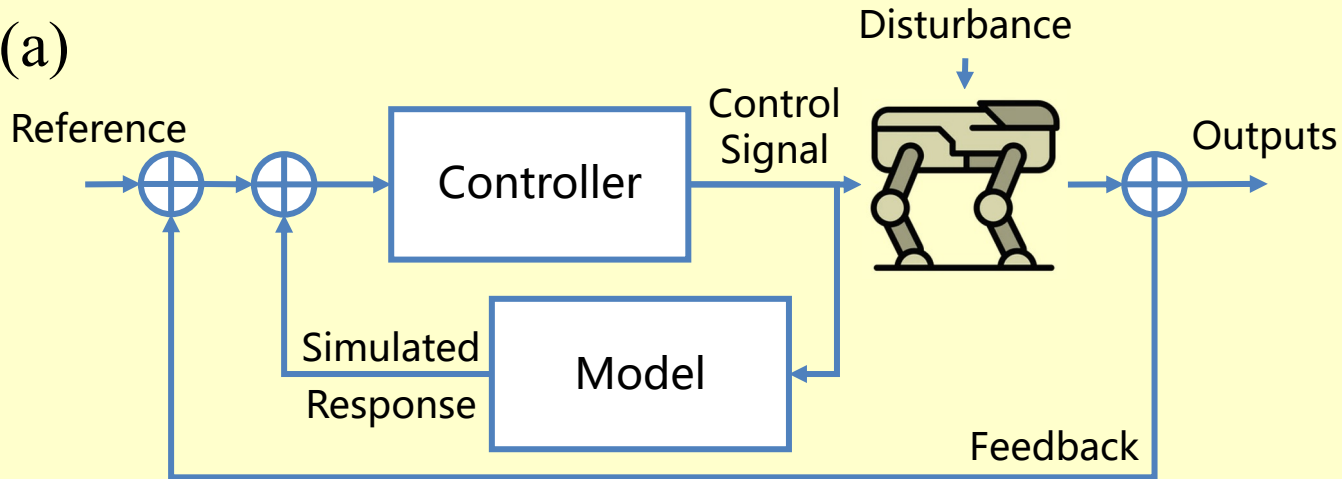 (a)
Disturbance
Reference
Control
Signal
Outputs
Controller
Simulated
Response
Model
Feedback